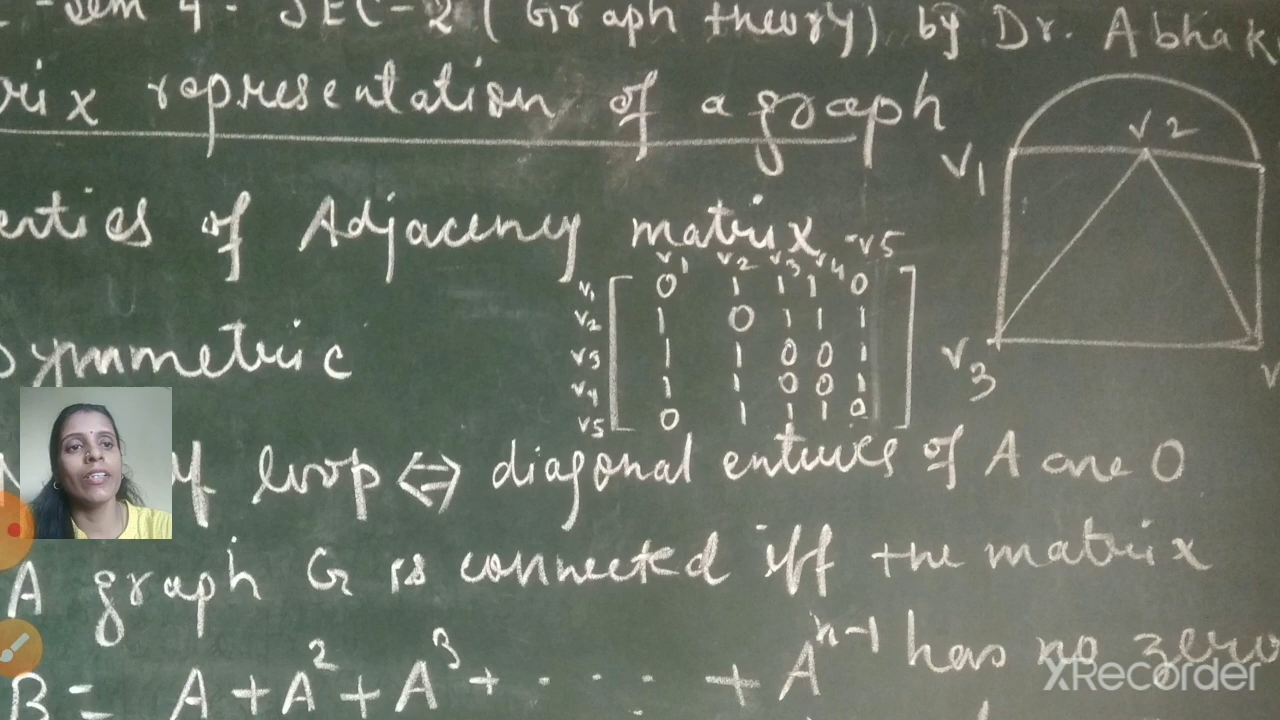 -sem 4 - SEC-2 (Graph theory) by Dr. Abhak
rix representation of a graph
v2
v1
erties of Adjacency matrix
v1 v2 v3 v4 v5
v1 0 1 1 1 0
v2 1 0 1 1 1
v3 1 1 0 0 1
v4 1 1 0 0 1
v5 0 1 1 1 0
v3
v
Symmetric
N of loop ⇔ diagonal entries of A are 0
A graph G is connected iff the matrix
B = A + A² + A³ + . . . . + Aⁿ⁻¹ has no zero
XRecorder